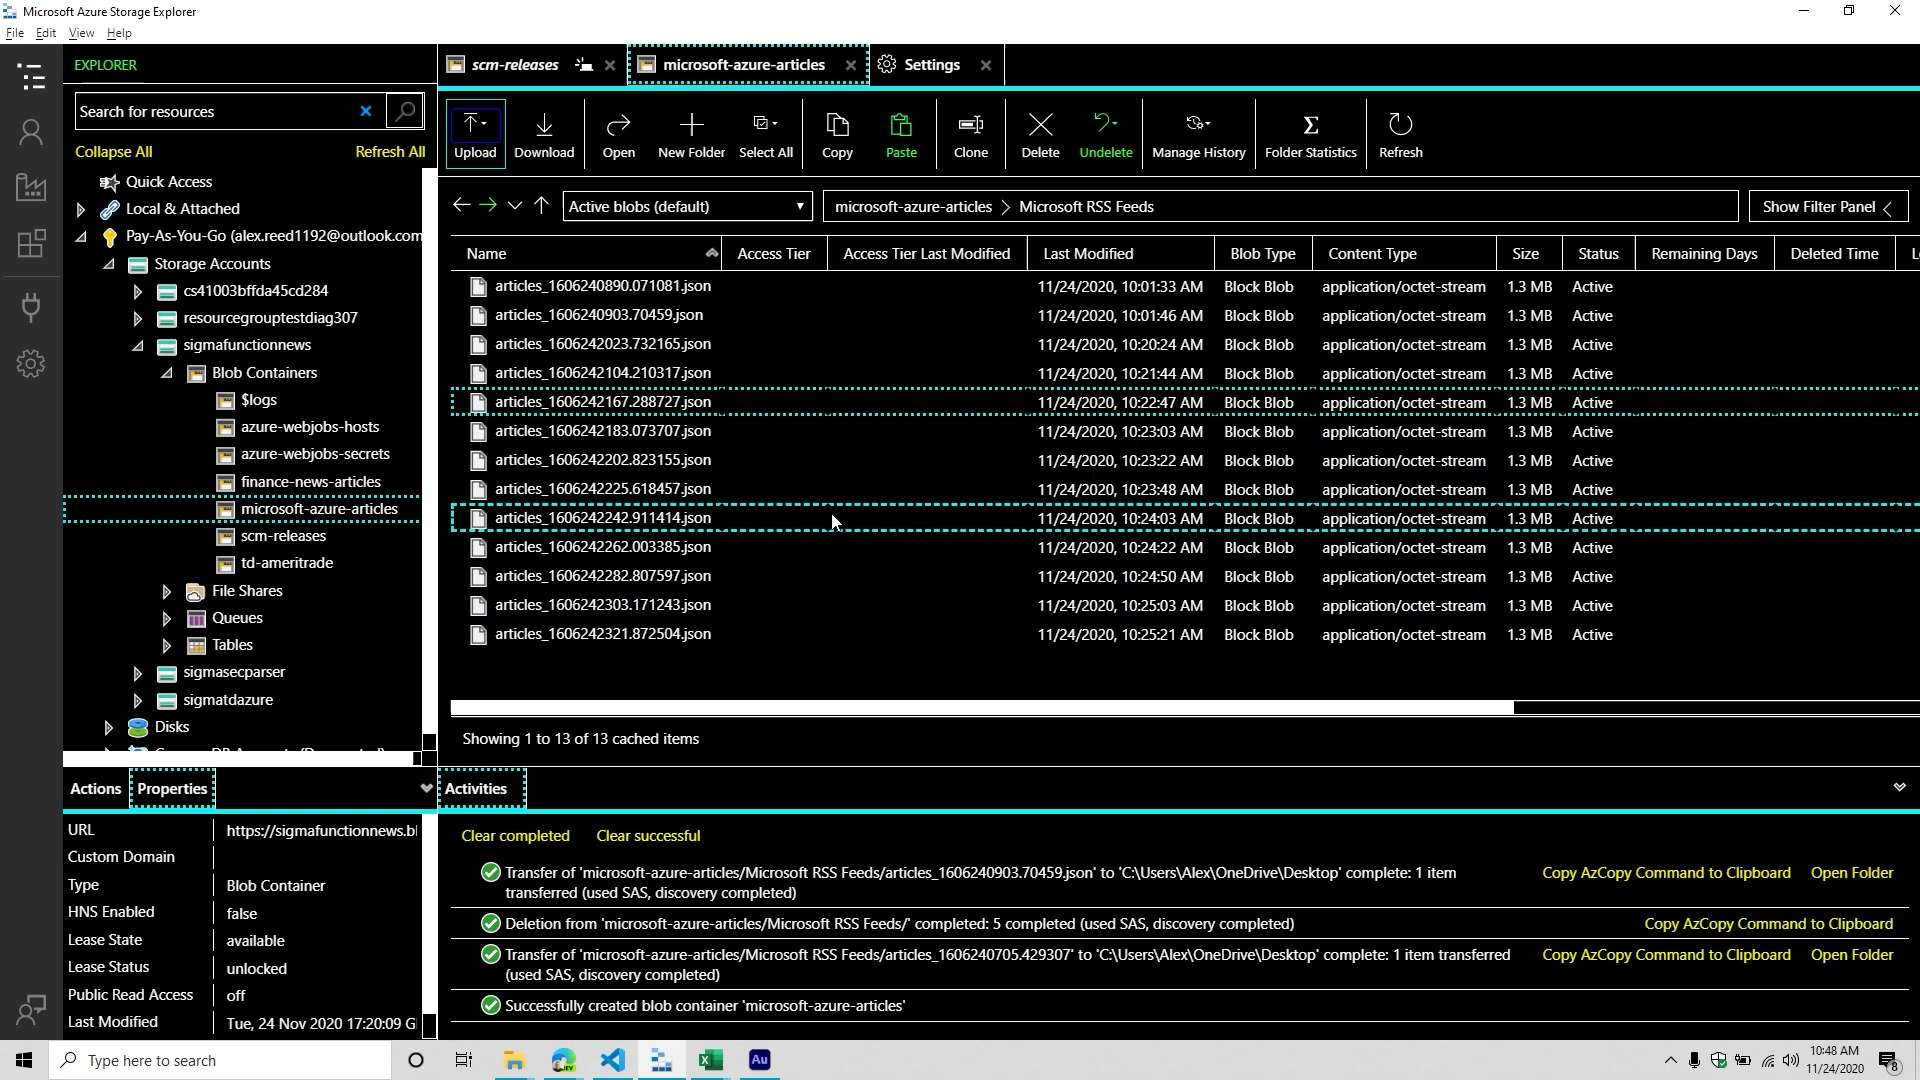 Microsoft Azure Storage Explorer
File Edit View Help
EXPLORER
Search for resources
Collapse All Refresh All
Quick Access
Local & Attached
Pay-As-You-Go (alex.reed1192@outlook.com
Storage Accounts
cs41003bffda45cd284
resourcegrouptestdiag307
sigmafunctionnews
Blob Containers
$logs
azure-webjobs-hosts
azure-webjobs-secrets
finance-news-articles
microsoft-azure-articles
scm-releases
td-ameritrade
File Shares
Queues
Tables
sigmasecparser
sigmatdazure
Disks
scm-releases microsoft-azure-articles Settings
Upload Download Open New Folder Select All Copy Paste Clone Delete Undelete Manage History Folder Statistics Refresh
Active blobs (default) microsoft-azure-articles Microsoft RSS Feeds Show Filter Panel
Name Access Tier Access Tier Last Modified Last Modified Blob Type Content Type Size Status Remaining Days Deleted Time
articles_1606240890.071081.json 11/24/2020, 10:01:33 AM Block Blob application/octet-stream 1.3 MB Active
articles_1606240903.70459.json 11/24/2020, 10:01:46 AM Block Blob application/octet-stream 1.3 MB Active
articles_1606242023.732165.json 11/24/2020, 10:20:24 AM Block Blob application/octet-stream 1.3 MB Active
articles_1606242104.210317.json 11/24/2020, 10:21:44 AM Block Blob application/octet-stream 1.3 MB Active
articles_1606242167.288727.json 11/24/2020, 10:22:47 AM Block Blob application/octet-stream 1.3 MB Active
articles_1606242183.073707.json 11/24/2020, 10:23:03 AM Block Blob application/octet-stream 1.3 MB Active
articles_1606242202.823155.json 11/24/2020, 10:23:22 AM Block Blob application/octet-stream 1.3 MB Active
articles_1606242225.618457.json 11/24/2020, 10:23:48 AM Block Blob application/octet-stream 1.3 MB Active
articles_1606242242.911414.json 11/24/2020, 10:24:03 AM Block Blob application/octet-stream 1.3 MB Active
articles_1606242262.003385.json 11/24/2020, 10:24:22 AM Block Blob application/octet-stream 1.3 MB Active
articles_1606242282.807597.json 11/24/2020, 10:24:50 AM Block Blob application/octet-stream 1.3 MB Active
articles_1606242303.171243.json 11/24/2020, 10:25:03 AM Block Blob application/octet-stream 1.3 MB Active
articles_1606242321.872504.json 11/24/2020, 10:25:21 AM Block Blob application/octet-stream 1.3 MB Active
Showing 1 to 13 of 13 cached items
Actions Properties
URL https://sigmafunctionnews.bl
Custom Domain
Type Blob Container
HNS Enabled false
Lease State available
Lease Status unlocked
Public Read Access off
Last Modified Tue, 24 Nov 2020 17:20:09 G
Activities
Clear completed Clear successful
Transfer of 'microsoft-azure-articles/Microsoft RSS Feeds/articles_1606240903.70459.json' to 'C:\Users\Alex\OneDrive\Desktop' complete: 1 item Copy AzCopy Command to Clipboard Open Folder
transferred (used SAS, discovery completed)
Deletion from 'microsoft-azure-articles/Microsoft RSS Feeds/' completed: 5 completed (used SAS, discovery completed) Copy AzCopy Command to Clipboard
Transfer of 'microsoft-azure-articles/Microsoft RSS Feeds/articles_1606240705.429307' to 'C:\Users\Alex\OneDrive\Desktop' complete: 1 item transferred Copy AzCopy Command to Clipboard Open Folder
(used SAS, discovery completed)
Successfully created blob container 'microsoft-azure-articles'
Type here to search
Au
10:48 AM
11/24/2020
8